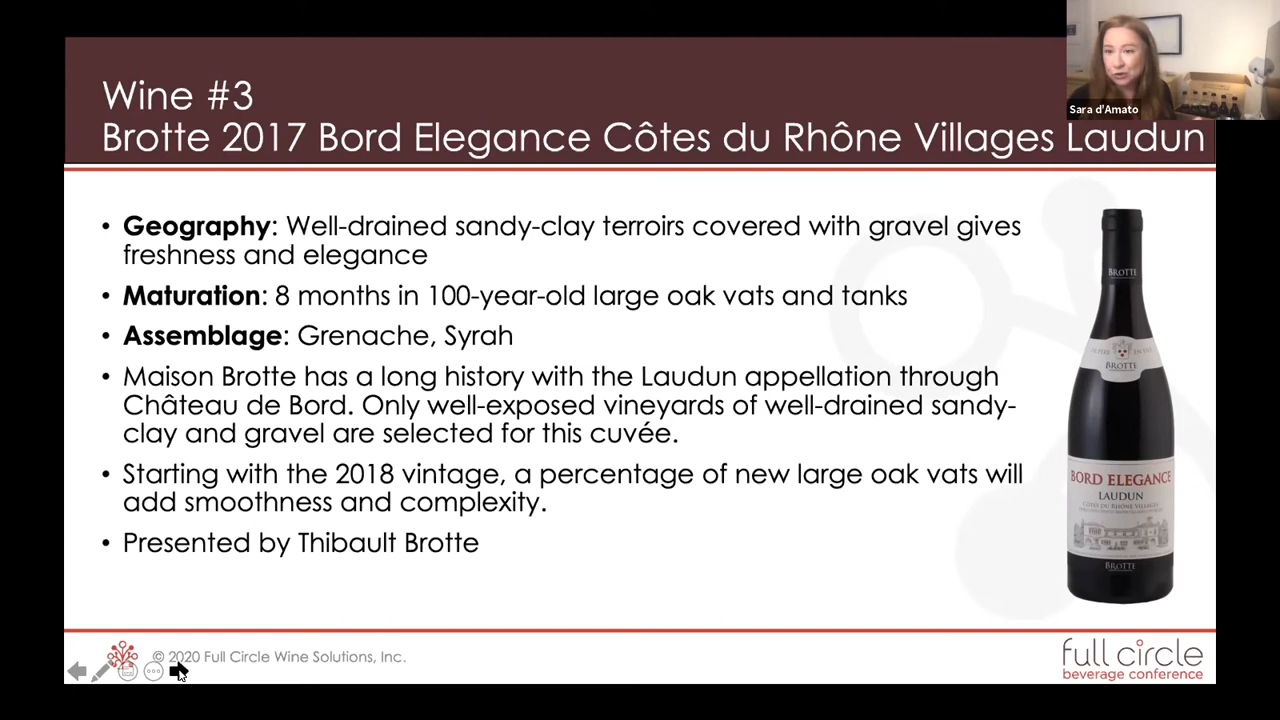 Sara d'Amato
Wine #3
Brotte 2017 Bord Elegance Côtes du Rhône Villages Laudun
• Geography: Well-drained sandy-clay terroirs covered with gravel gives
freshness and elegance
• Maturation: 8 months in 100-year-old large oak vats and tanks
• Assemblage: Grenache, Syrah
• Maison Brotte has a long history with the Laudun appellation through
Château de Bord. Only well-exposed vineyards of well-drained sandy-
clay and gravel are selected for this cuvée.
• Starting with the 2018 vintage, a percentage of new large oak vats will
add smoothness and complexity.
• Presented by Thibault Brotte
BROTTE
BROTTE
BORD ELEGANCE
LAUDUN
CÔTES DU RHÔNE VILLAGES
BROTTE
© 2020 Full Circle Wine Solutions, Inc.
full circle
beverage conference